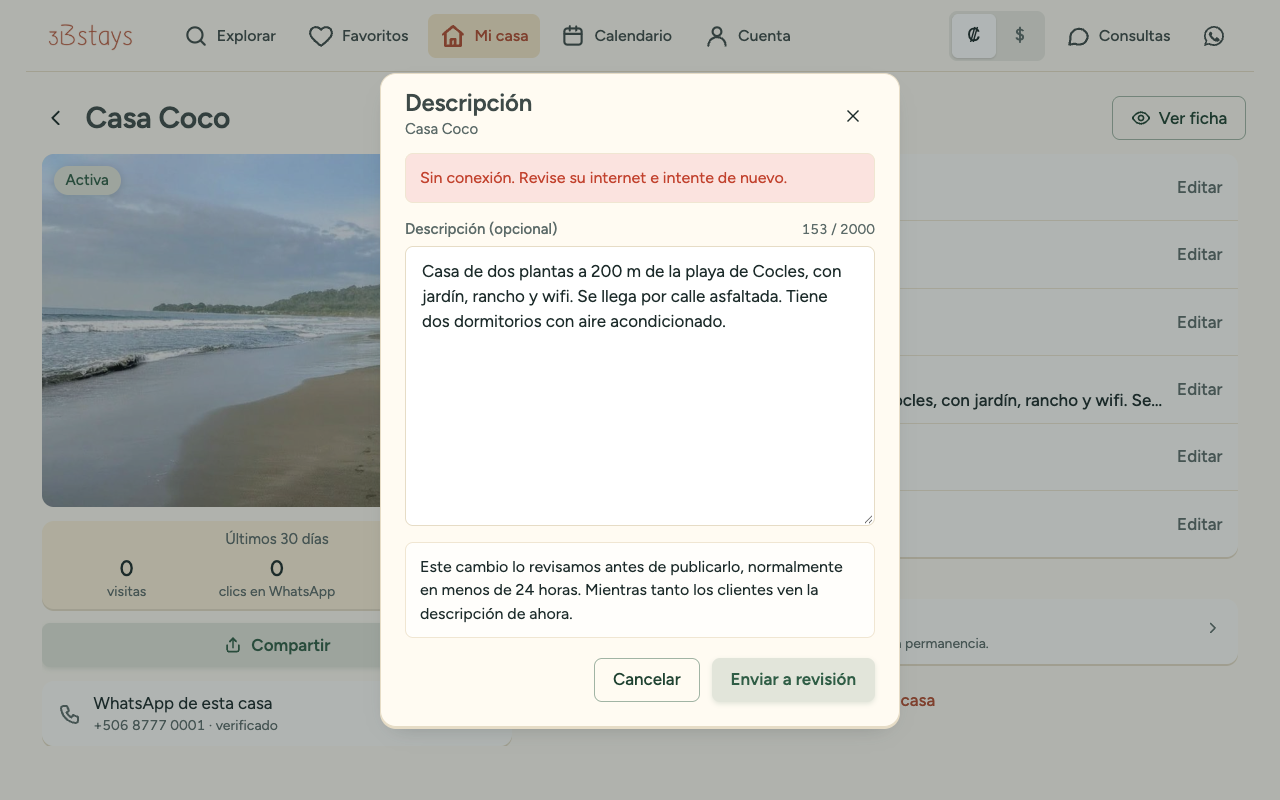 3Bstays
Explorar
Favoritos
Mi casa
Calendario
Cuenta
₡
$
Consultas
Casa Coco
Ver ficha
Activa
Descripción
Casa Coco
Sin conexión. Revise su internet e intente de nuevo.
Descripción (opcional)
153 / 2000
Casa de dos plantas a 200 m de la playa de Cocles, con
jardín, rancho y wifi. Se llega por calle asfaltada. Tiene
dos dormitorios con aire acondicionado.
Este cambio lo revisamos antes de publicarlo, normalmente
en menos de 24 horas. Mientras tanto los clientes ven la
descripción de ahora.
Cancelar
Enviar a revisión
Últimos 30 días
0
visitas
0
clics en WhatsApp
Compartir
WhatsApp de esta casa
+506 8777 0001 · verificado
Editar
Editar
Editar
Editar
con jardín, rancho y wifi. Se...
Editar
Editar
permanencia.
casa